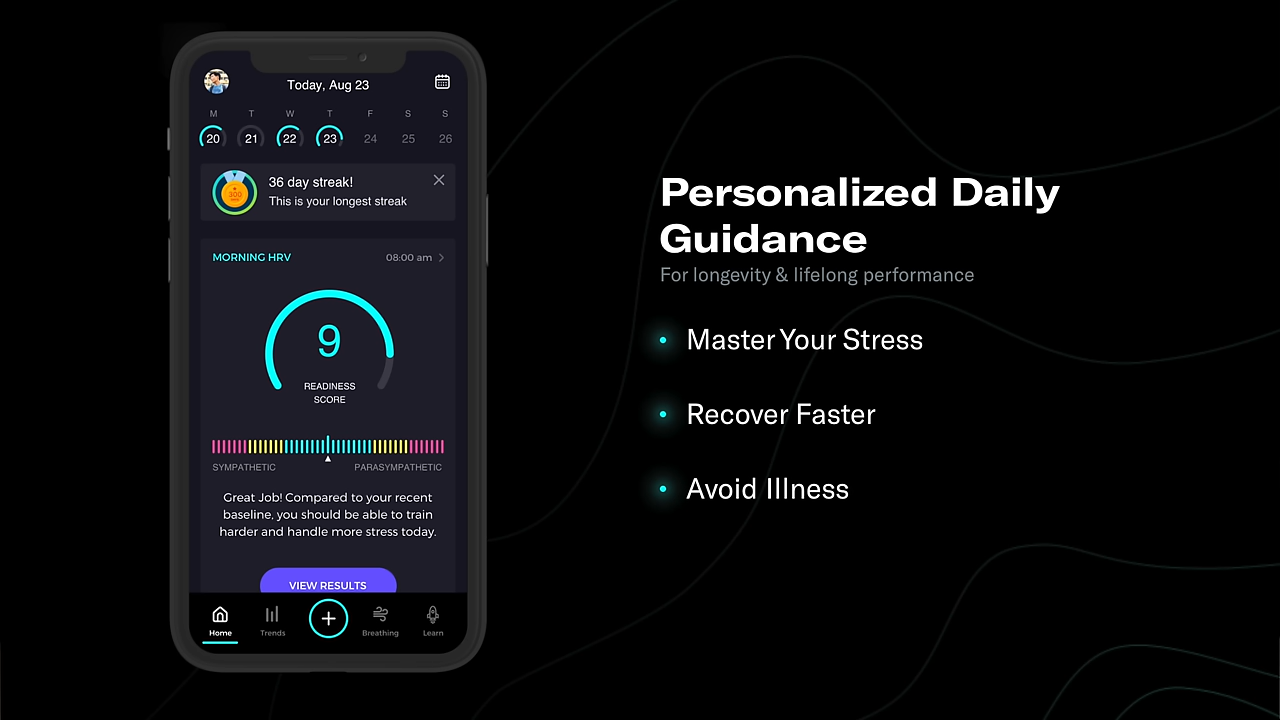 Today, Aug 23
M T W T F S S
20 21 22 23 24 25 26
300
36 day streak!
This is your longest streak
MORNING HRV 08:00 am
9
READINESS
SCORE
SYMPATHETIC PARASYMPATHETIC
Great Job! Compared to your recent
baseline, you should be able to train
harder and handle more stress today.
VIEW RESULTS
Home Trends Breathing Learn
Personalized Daily
Guidance
For longevity & lifelong performance
• Master Your Stress
• Recover Faster
• Avoid Illness